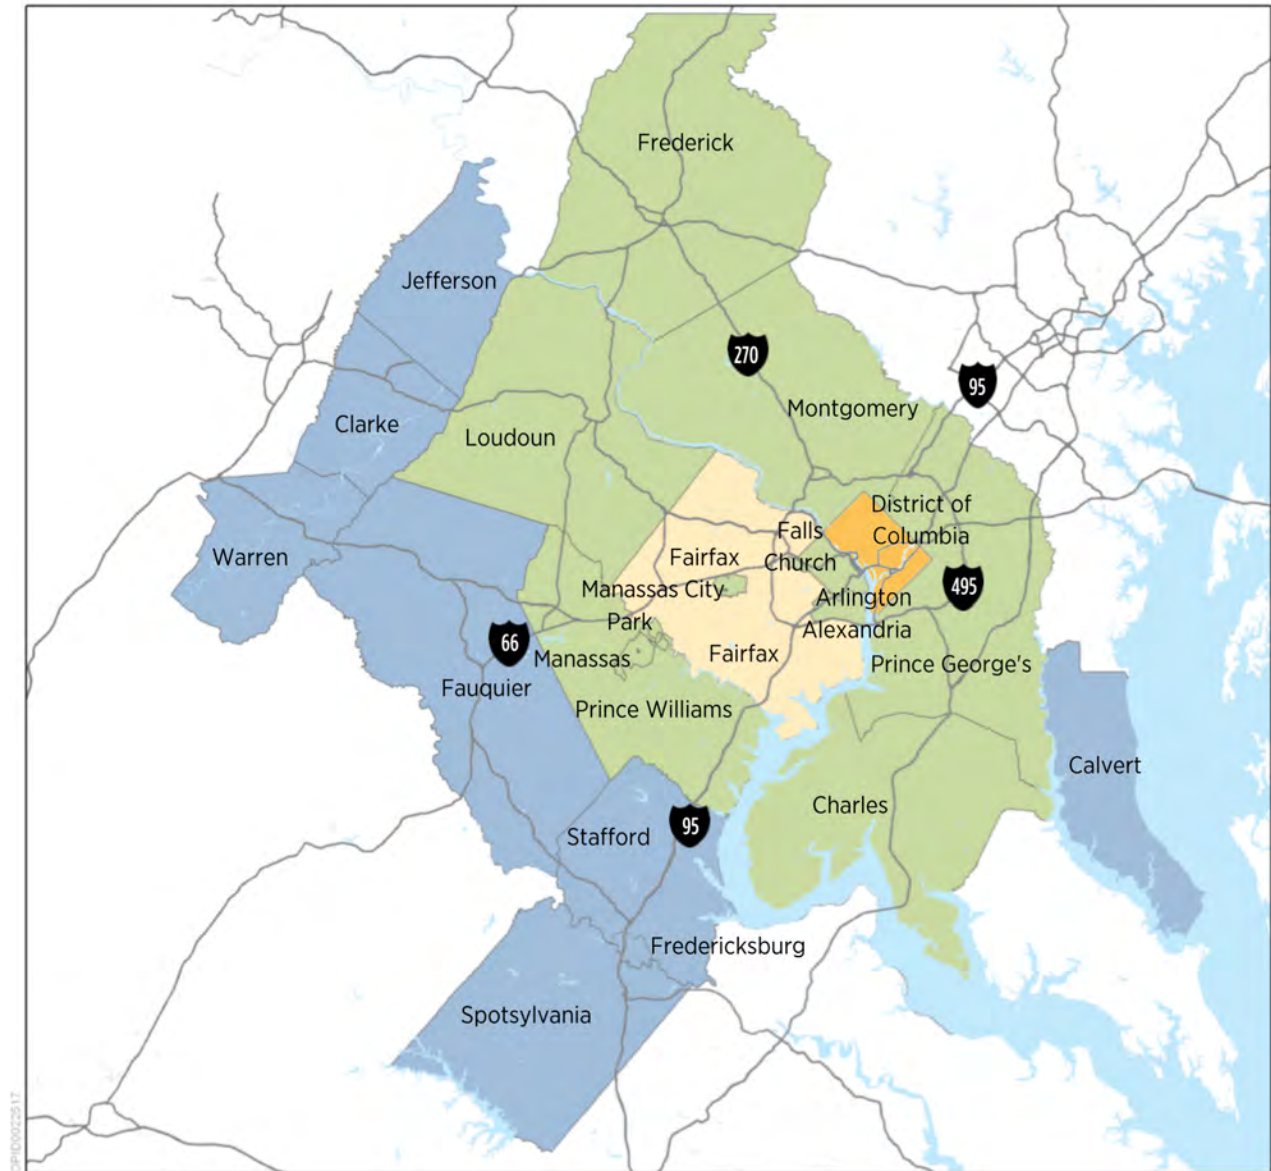 Frederick
Jefferson
270
95
Montgomery
Clarke
Loudoun
District of
Columbia
Falls
Church
Warren
Fairfax
Manassas City
Park
495
Arlington
Alexandria
66
Manassas
Fairfax
Prince George's
Fauquier
Prince Williams
Calvert
Charles
95
Stafford
Fredericksburg
Spotsylvania
OPID0022517